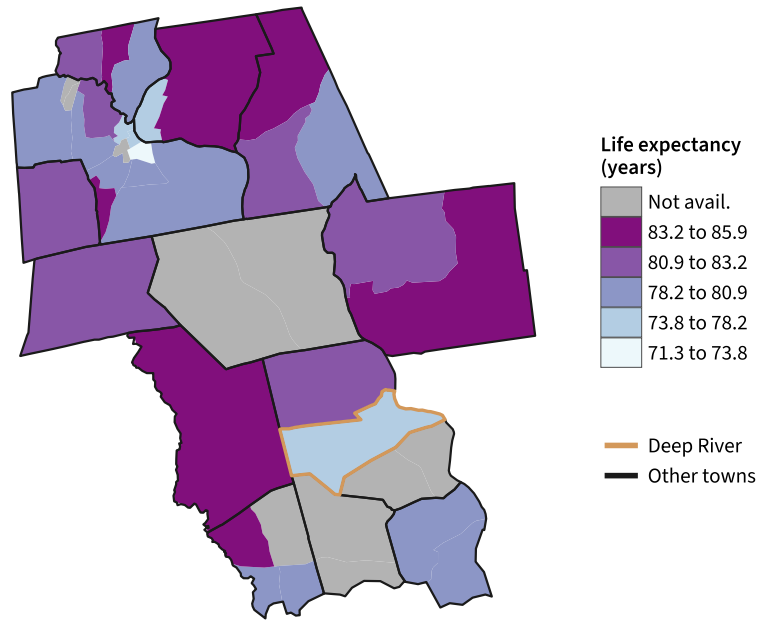 Life expectancy
(years)
Not avail.
83.2 to 85.9
80.9 to 83.2
78.2 to 80.9
73.8 to 78.2
71.3 to 73.8
Deep River
Other towns